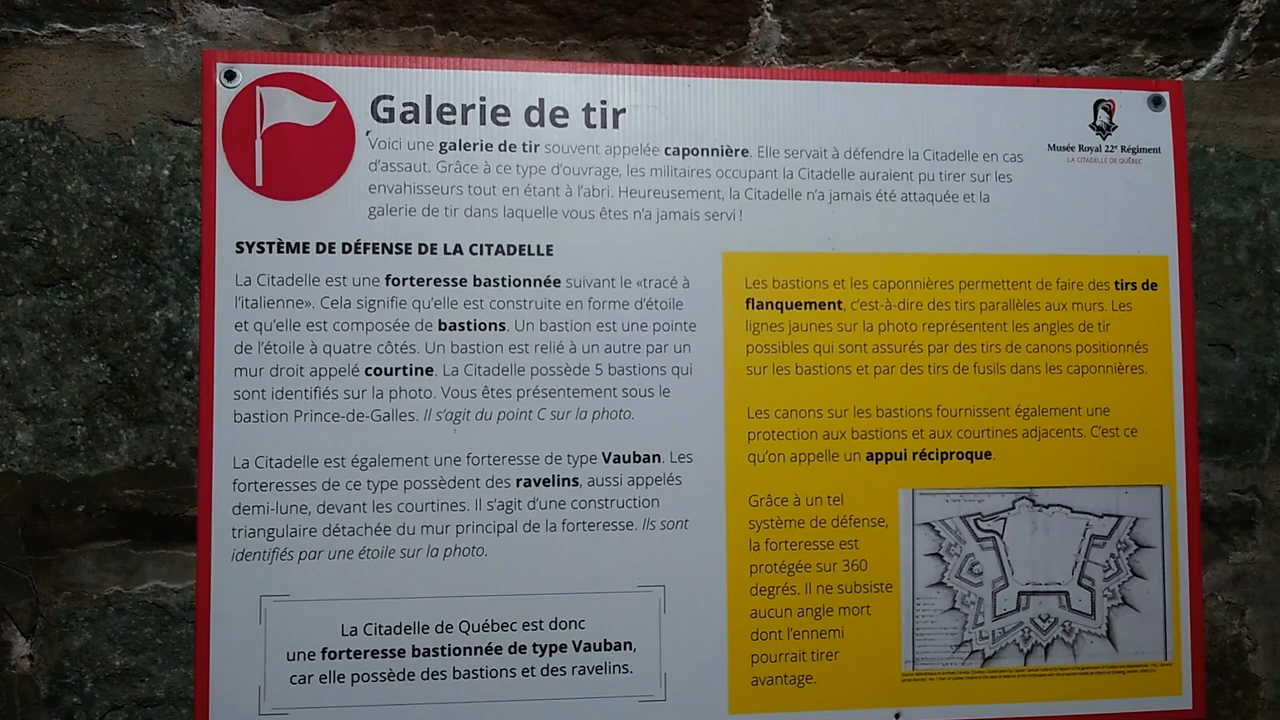 Galerie de tir
Voici une galerie de tir souvent appelée caponnière. Elle servait à défendre la Citadelle en cas
d'assaut. Grâce à ce type d'ouvrage, les militaires occupant la Citadelle auraient pu tirer sur les
envahisseurs tout en étant à l'abri. Heureusement, la Citadelle n'a jamais été attaquée et la
galerie de tir dans laquelle vous êtes n'a jamais servi !
Musée Royal 22e Régiment
LA CITADELLE DE QUÉBEC
SYSTÈME DE DÉFENSE DE LA CITADELLE
La Citadelle est une forteresse bastionnée suivant le «tracé à
l'italienne». Cela signifie qu'elle est construite en forme d'étoile
et qu'elle est composée de bastions. Un bastion est une pointe
de l'étoile à quatre côtés. Un bastion est relié à un autre par un
mur droit appelé courtine. La Citadelle possède 5 bastions qui
sont identifiés sur la photo. Vous êtes présentement sous le
bastion Prince-de-Galles. Il s'agit du point C sur la photo.
La Citadelle est également une forteresse de type Vauban. Les
forteresses de ce type possèdent des ravelins, aussi appelés
demi-lune, devant les courtines. Il s'agit d'une construction
triangulaire détachée du mur principal de la forteresse. Ils sont
identifiés par une étoile sur la photo.
La Citadelle de Québec est donc
une forteresse bastionnée de type Vauban,
car elle possède des bastions et des ravelins.
Les bastions et les caponnières permettent de faire des tirs de
flanquement, c'est-à-dire des tirs parallèles aux murs. Les
lignes jaunes sur la photo représentent les angles de tir
possibles qui sont assurés par des tirs de canons positionnés
sur les bastions et par des tirs de fusils dans les caponnières.
Les canons sur les bastions fournissent également une
protection aux bastions et aux courtines adjacents. C'est ce
qu'on appelle un appui réciproque.
Grâce à un tel
système de défense,
la forteresse est
protégée sur 360
degrés. Il ne subsiste
aucun angle mort
dont l'ennemi
pourrait tirer
avantage.